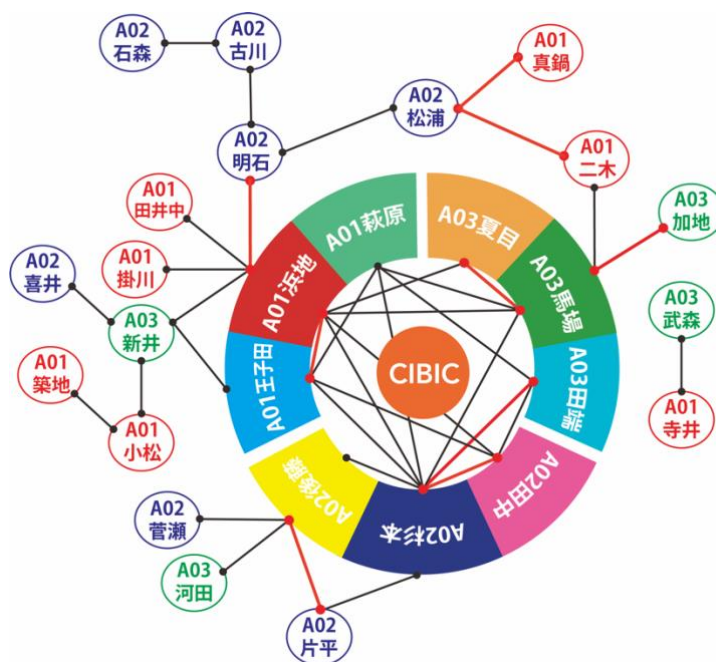 A02
石森
A02
古川
A01
真鍋
A02
松浦
A02
明石
A01
二木
A01
田井中
A03
加地
A01萩原
A03夏目
A02
喜井
A01
掛川
A01浜地
A03馬場
A03
新井
A03
武森
CIBIC
A01王子田
A03田端
A01
築地
A01
小松
A01
寺井
A02後藤
A02杉本
A02田中
A02
菅瀬
A03
河田
A02
片平